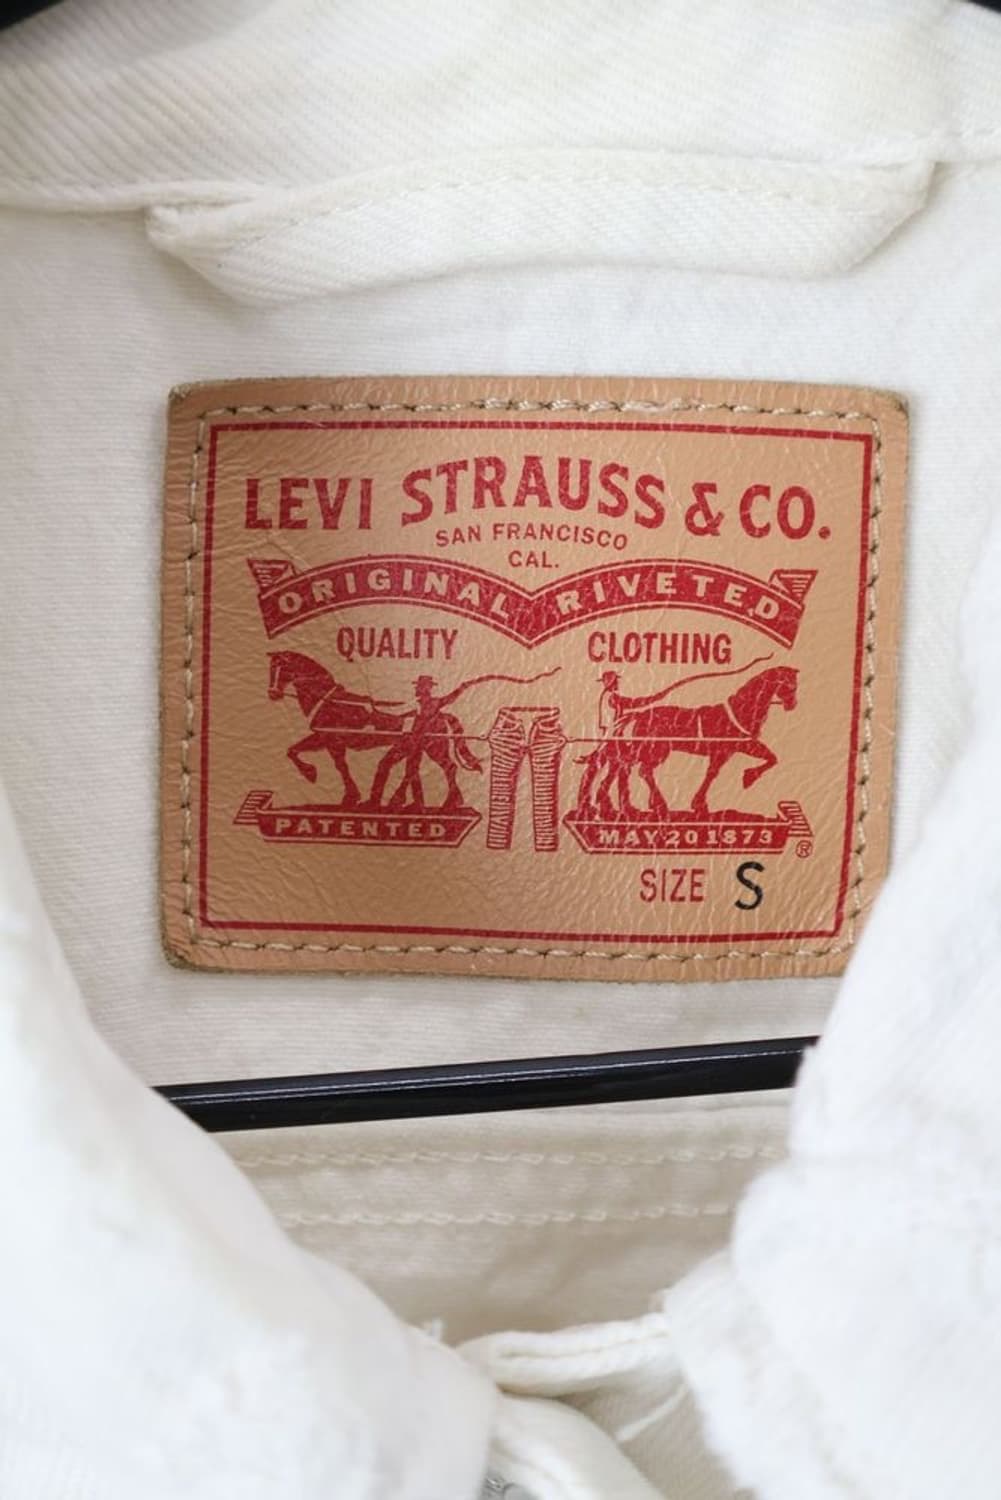 LEVI STRAUSS & CO.
SAN FRANCISCO
CAL.
ORIGINAL RIVETED
QUALITY CLOTHING
PATENTED MAY 20 1873
®
SIZE S